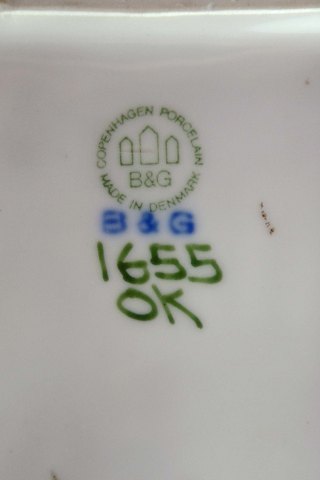 COPENHAGEN PORCELAIN
B&G
MADE IN DENMARK
B & G
1655
OK